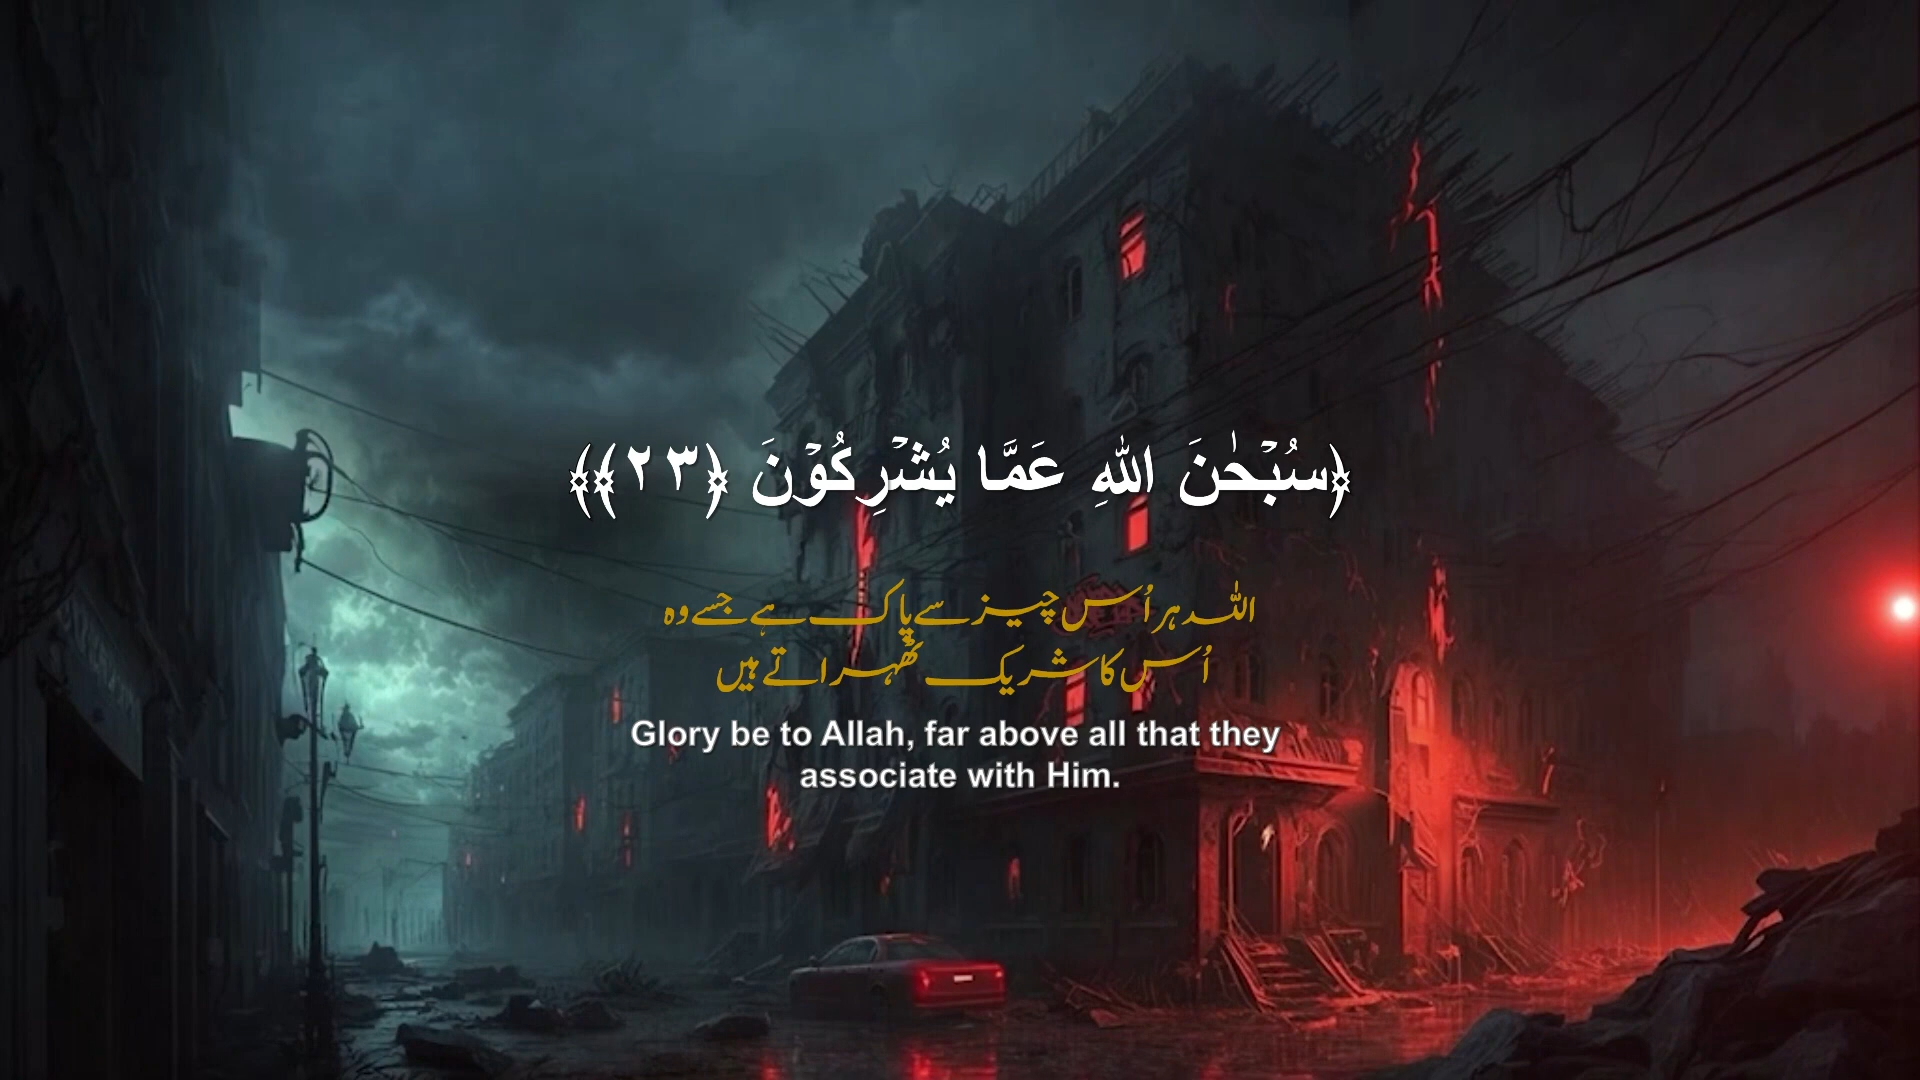 ﴿سُبۡحٰنَ اللّٰهِ عَمَّا يُشۡرِكُوۡنَ ﴿۲۳﴾﴾
اللہ ہر اُس چیز سے پاک ہے جسے وہ
اُس کا شریک ٹھہراتے ہیں
Glory be to Allah, far above all that they
associate with Him.